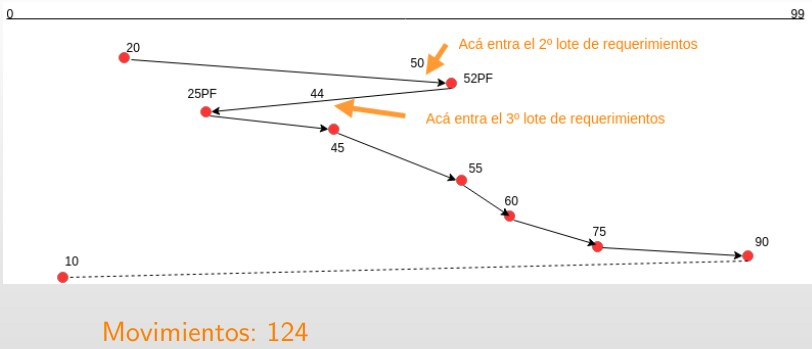 0
99
20
Acá entra el 2º lote de requerimientos
50
52PF
25PF
44
Acá entra el 3º lote de requerimientos
45
55
60
75
90
10
Movimientos: 124